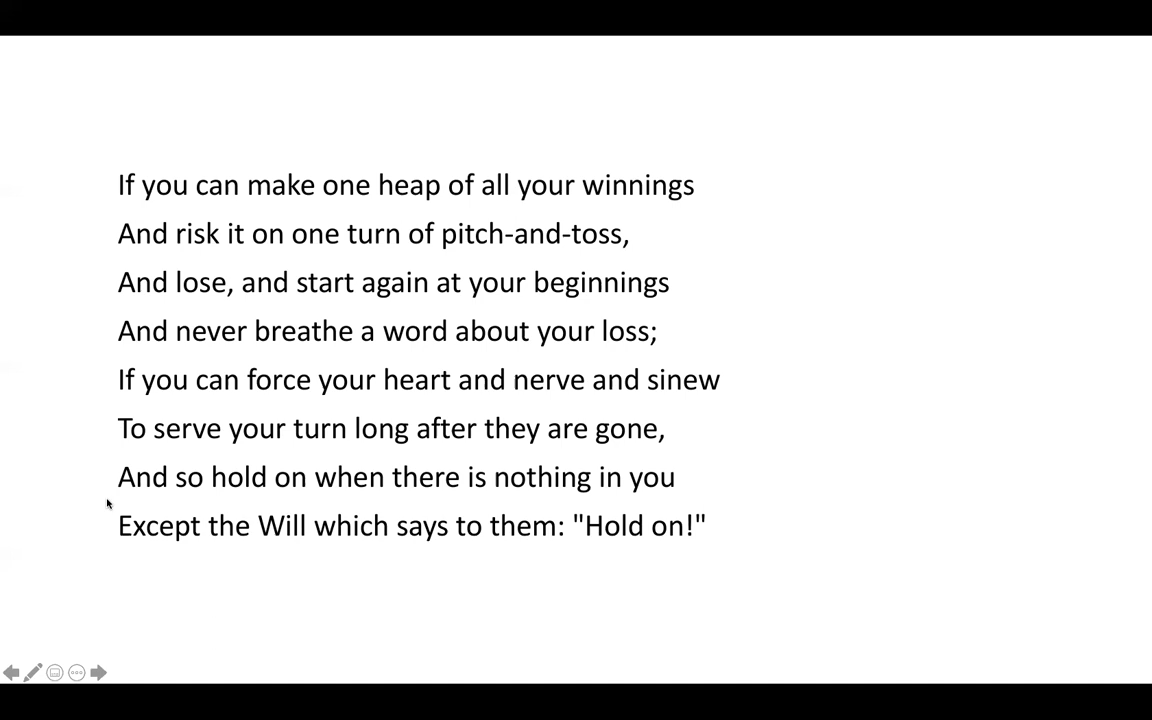 If you can make one heap of all your winnings
And risk it on one turn of pitch-and-toss,
And lose, and start again at your beginnings
And never breathe a word about your loss;
If you can force your heart and nerve and sinew
To serve your turn long after they are gone,
And so hold on when there is nothing in you
Except the Will which says to them: "Hold on!"